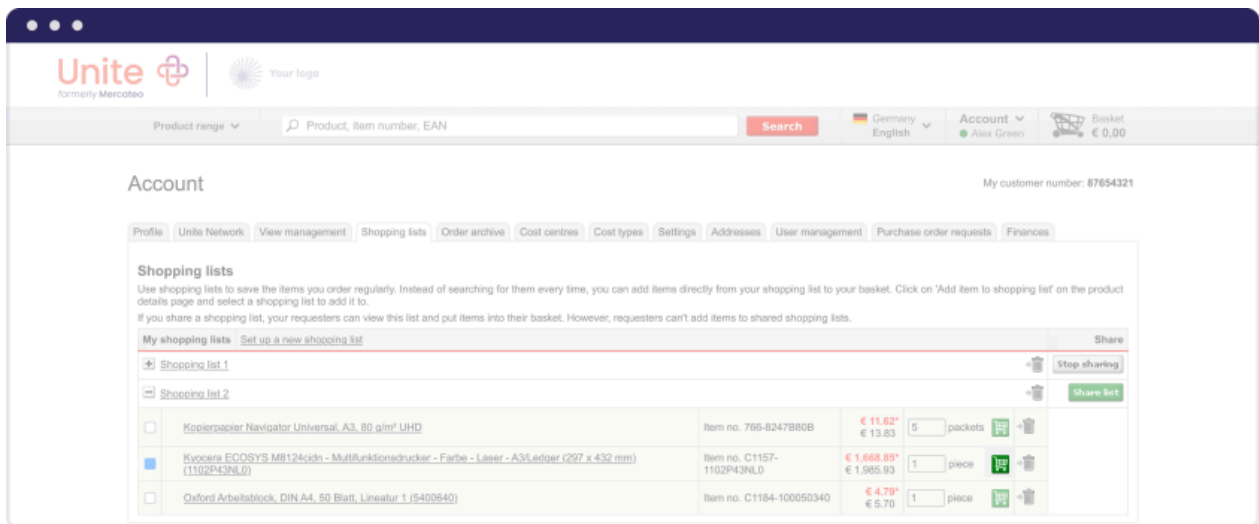 Unite
formerly Mercateo
Your logo
Product range
Product, item number, EAN
Search
Germany
English
Account
Alex Green
Basket
€ 0,00
Account
My customer number: 87654321
Profile
Unite Network
View management
Shopping lists
Order archive
Cost centres
Cost types
Settings
Addresses
User management
Purchase order requests
Finances
Shopping lists
Use shopping lists to save the items you order regularly. Instead of searching for them every time, you can add items directly from your shopping list to your basket. Click on 'Add item to shopping list' on the product
details page and select a shopping list to add it to.
If you share a shopping list, your requesters can view this list and put items into their basket. However, requesters can't add items to shared shopping lists.
My shopping lists Set up a new shopping list Share
Shopping list 1 Stop sharing
Shopping list 2 Share list
Kopierpapier Navigator Universal, A3, 80 g/m² UHD
Item no. 766-8247B80B
€ 11.62*
€ 13.83
5 packets
Kyocera ECOSYS M8124cidn - Multifunktionsdrucker - Farbe - Laser - A3/Ledger (297 x 432 mm)
(1102P43NL0)
Item no. C1157-
1102P43NL0
€ 1,668.85*
€ 1,985.93
1 piece
Oxford Arbeitsblock, DIN A4, 50 Blatt, Lineatur 1 (5400640)
Item no. C1184-100050340
€ 4.79*
€ 5.70
1 piece